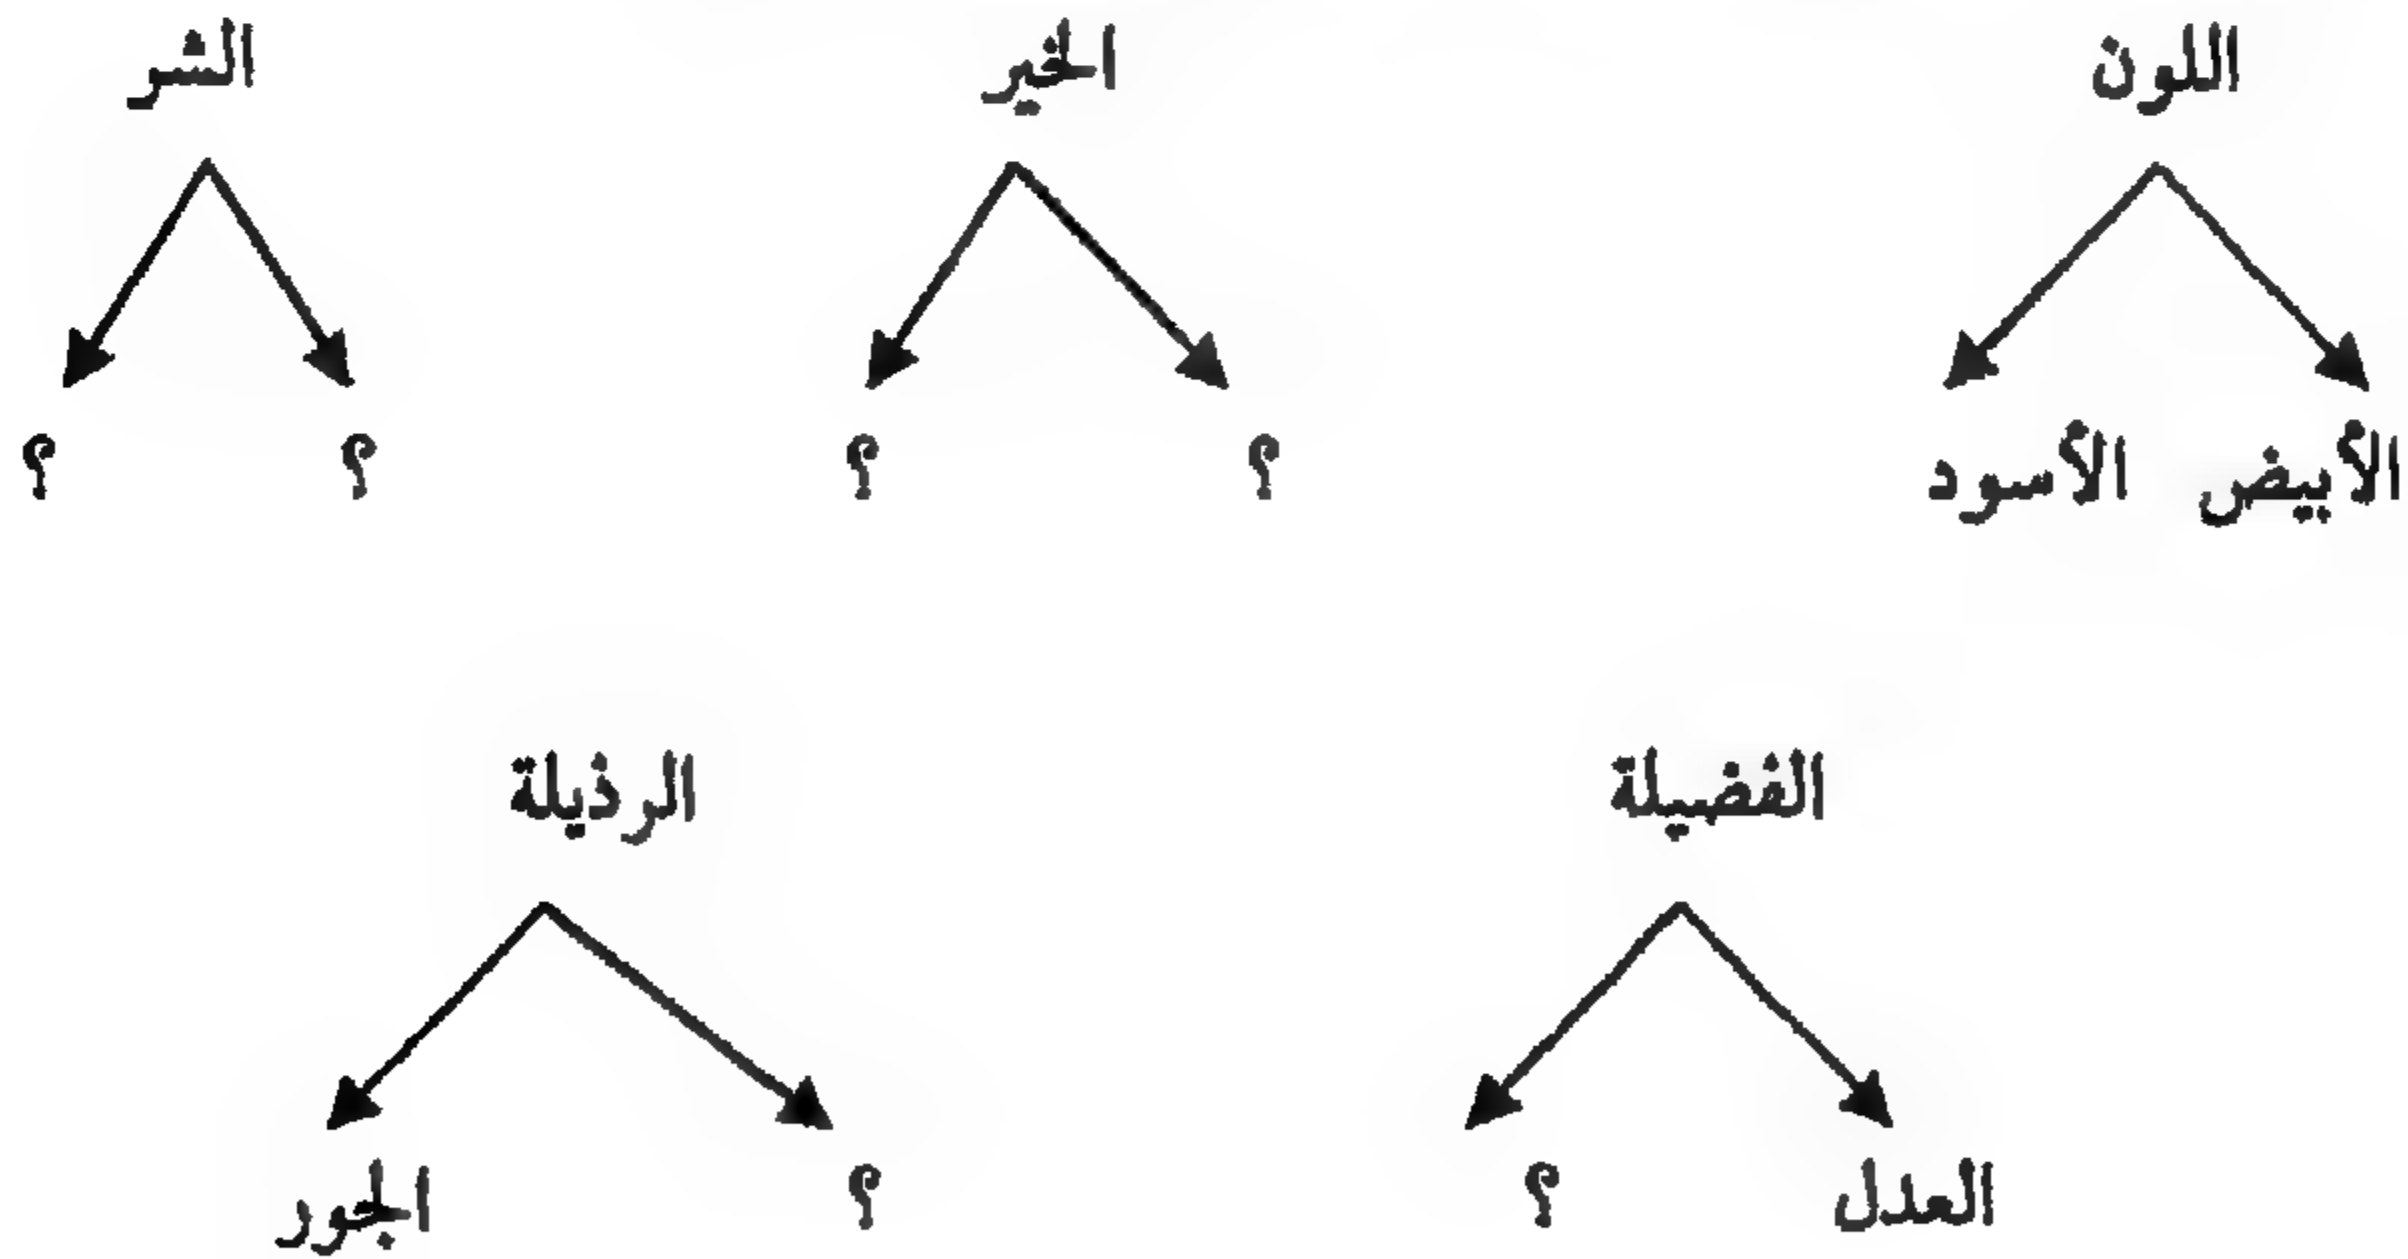 اللون الخير الشر
الأبيض الأسود ؟ ؟ ؟ ؟
الفضيلة الرذيلة
العدل ؟ ؟ الجور